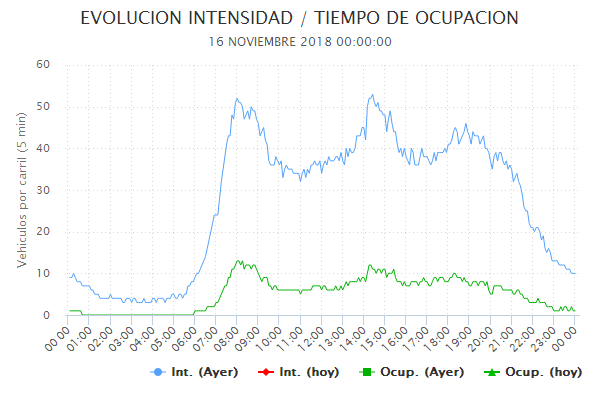 EVOLUCION INTENSIDAD / TIEMPO DE OCUPACION
16 NOVIEMBRE 2018 00:00:00
Vehiculos por carril (5 min)
60
50
40
30
20
10
0
00:00 01:00 02:00 03:00 04:00 05:00 06:00 07:00 08:00 09:00 10:00 11:00 12:00 13:00 14:00 15:00 16:00 17:00 18:00 19:00 20:00 21:00 22:00 23:00 00:00
Int. (Ayer) Int. (hoy) Ocup. (Ayer) Ocup. (hoy)